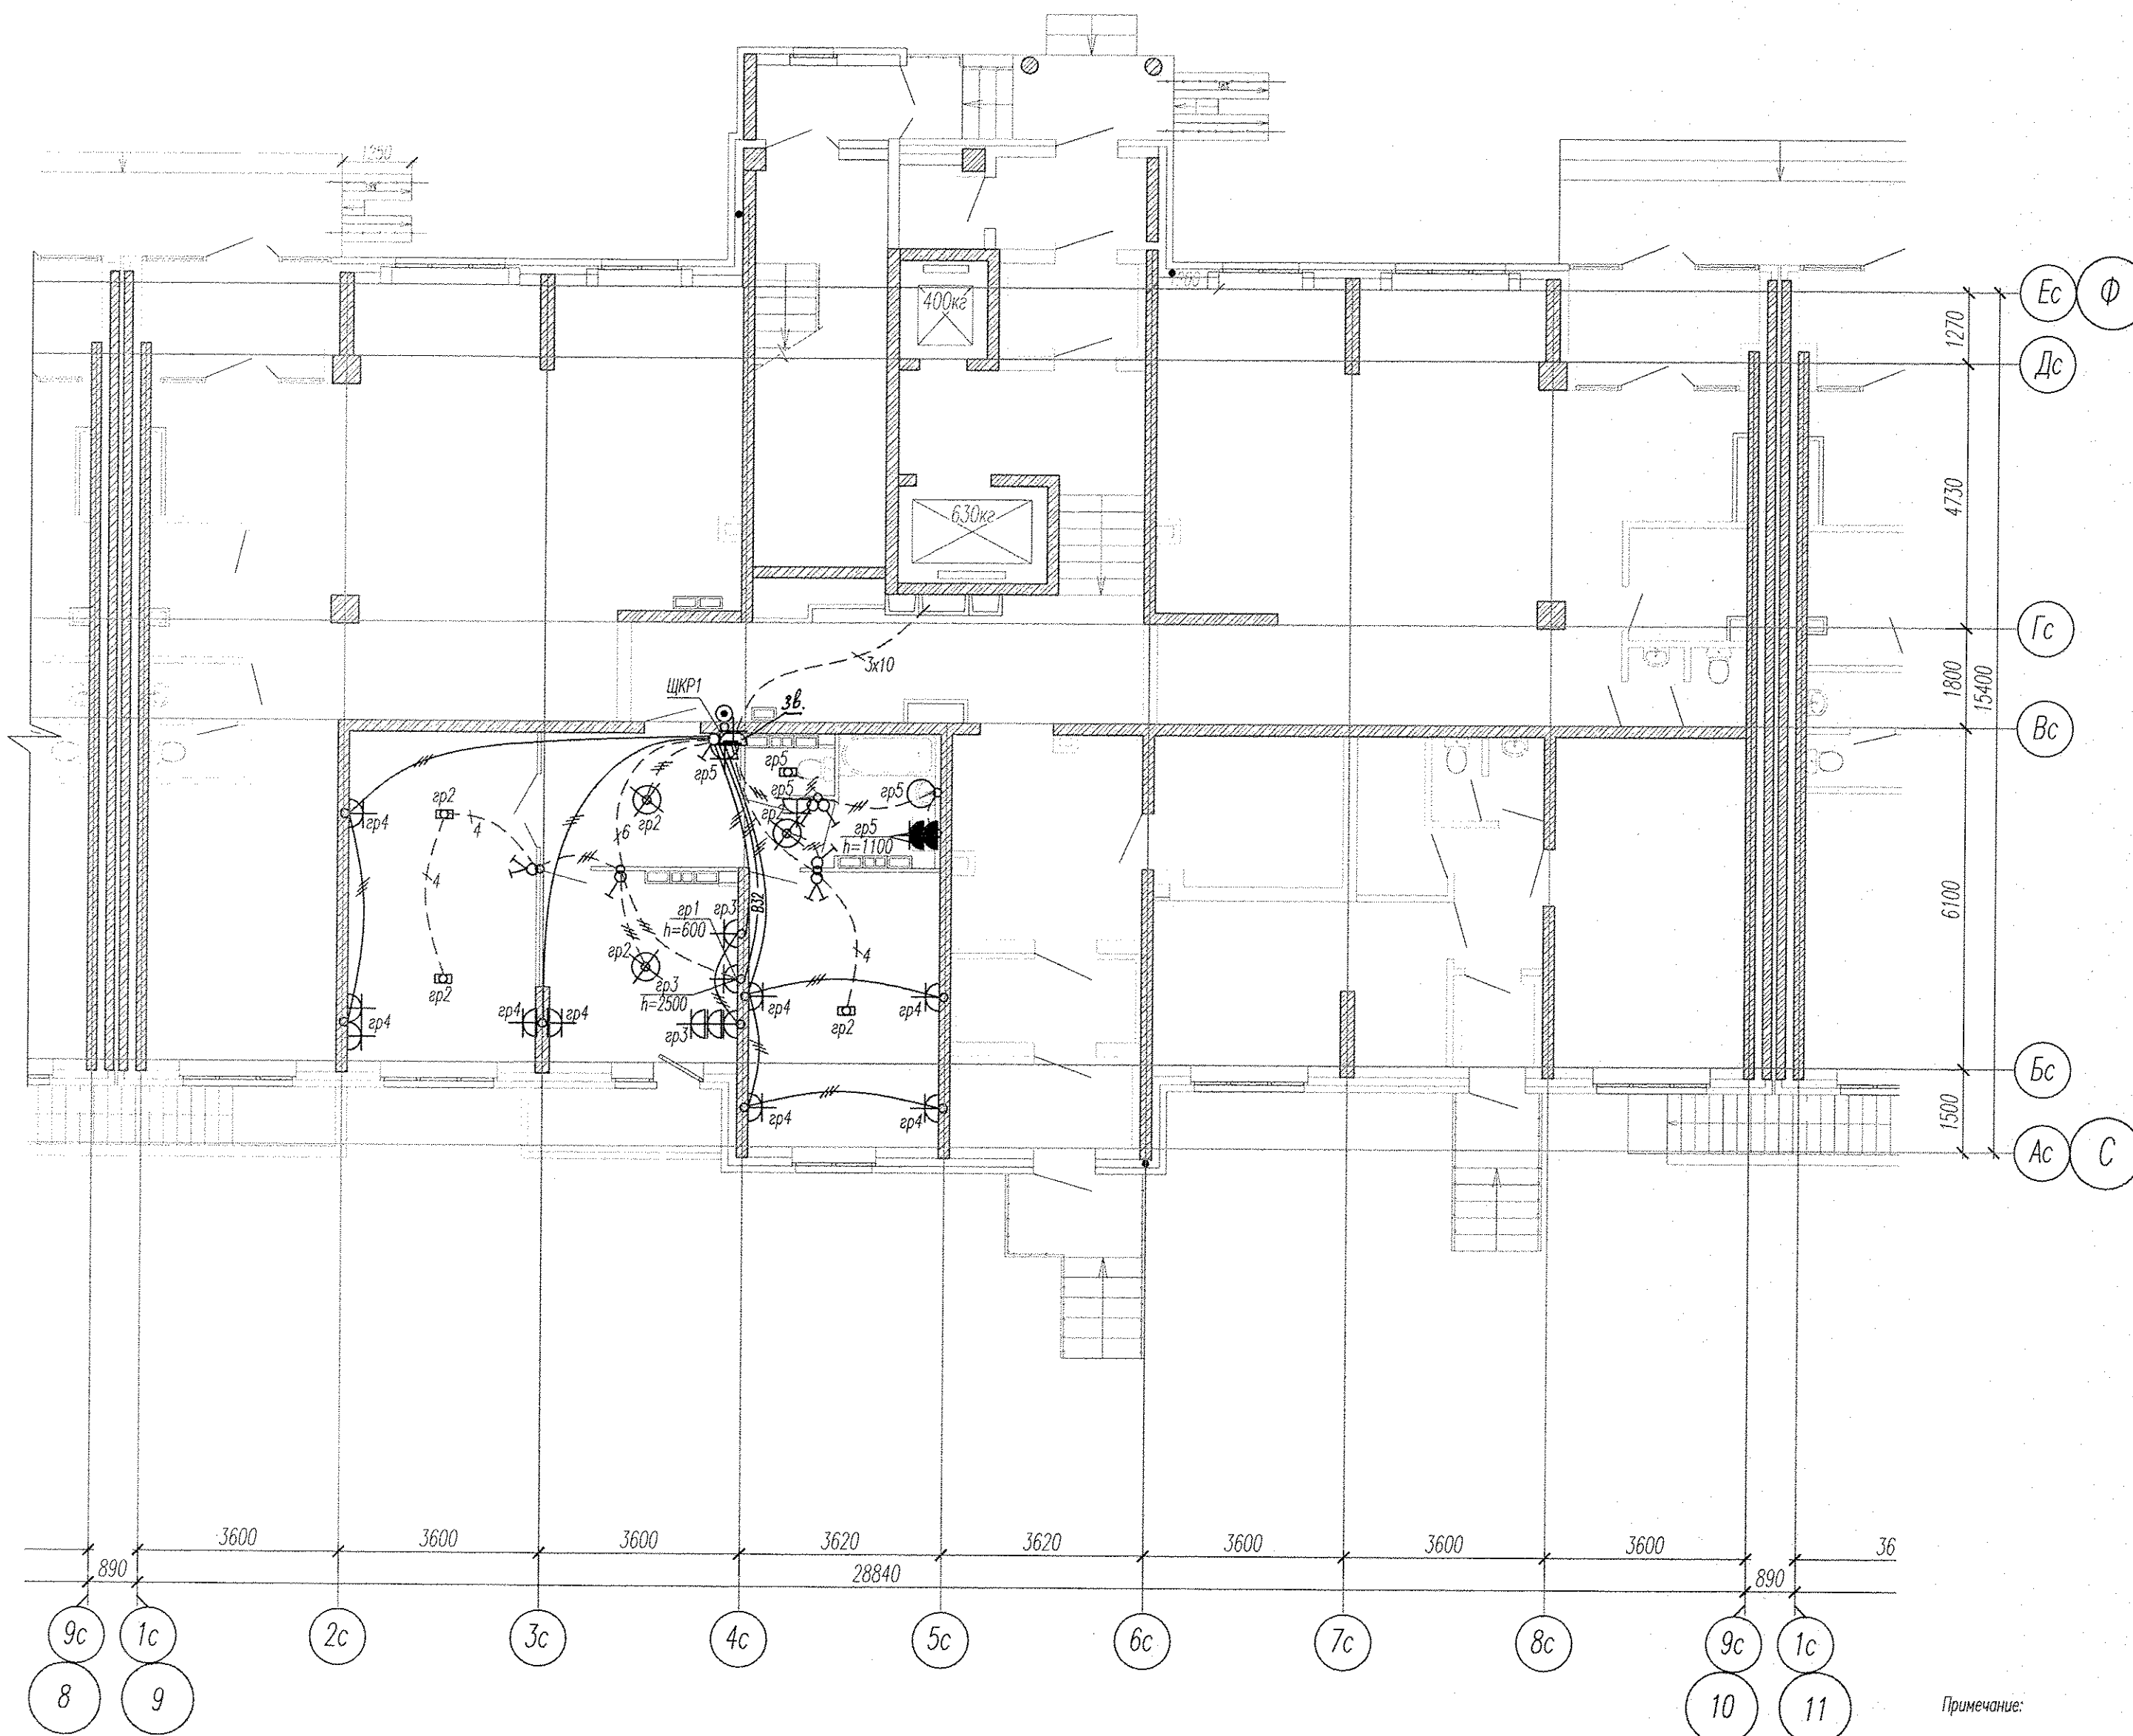 1250
400кг
1200
630кг
3х10
ЩКР1
зв.
гр5
гр5
гр5
гр5
гр2
гр2
гр2
гр4
4
6
гр5
h=1100
4
В32
гр1
h=600
гр3
гр2
гр3
h=2500
4
гр2
гр4
гр4
гр4
гр4
гр4
гр3
гр2
гр4
гр4
Ес
Ф
1270
Дс
4730
Гс
1800
15400
Вс
6100
Бс
1500
Ас
С
3600
3600
3600
3620
3620
3600
3600
3600
36
890
28840
890
9с
1с
2с
3с
4с
5с
6с
7с
8с
9с
1с
8
9
10
11
Примечание: